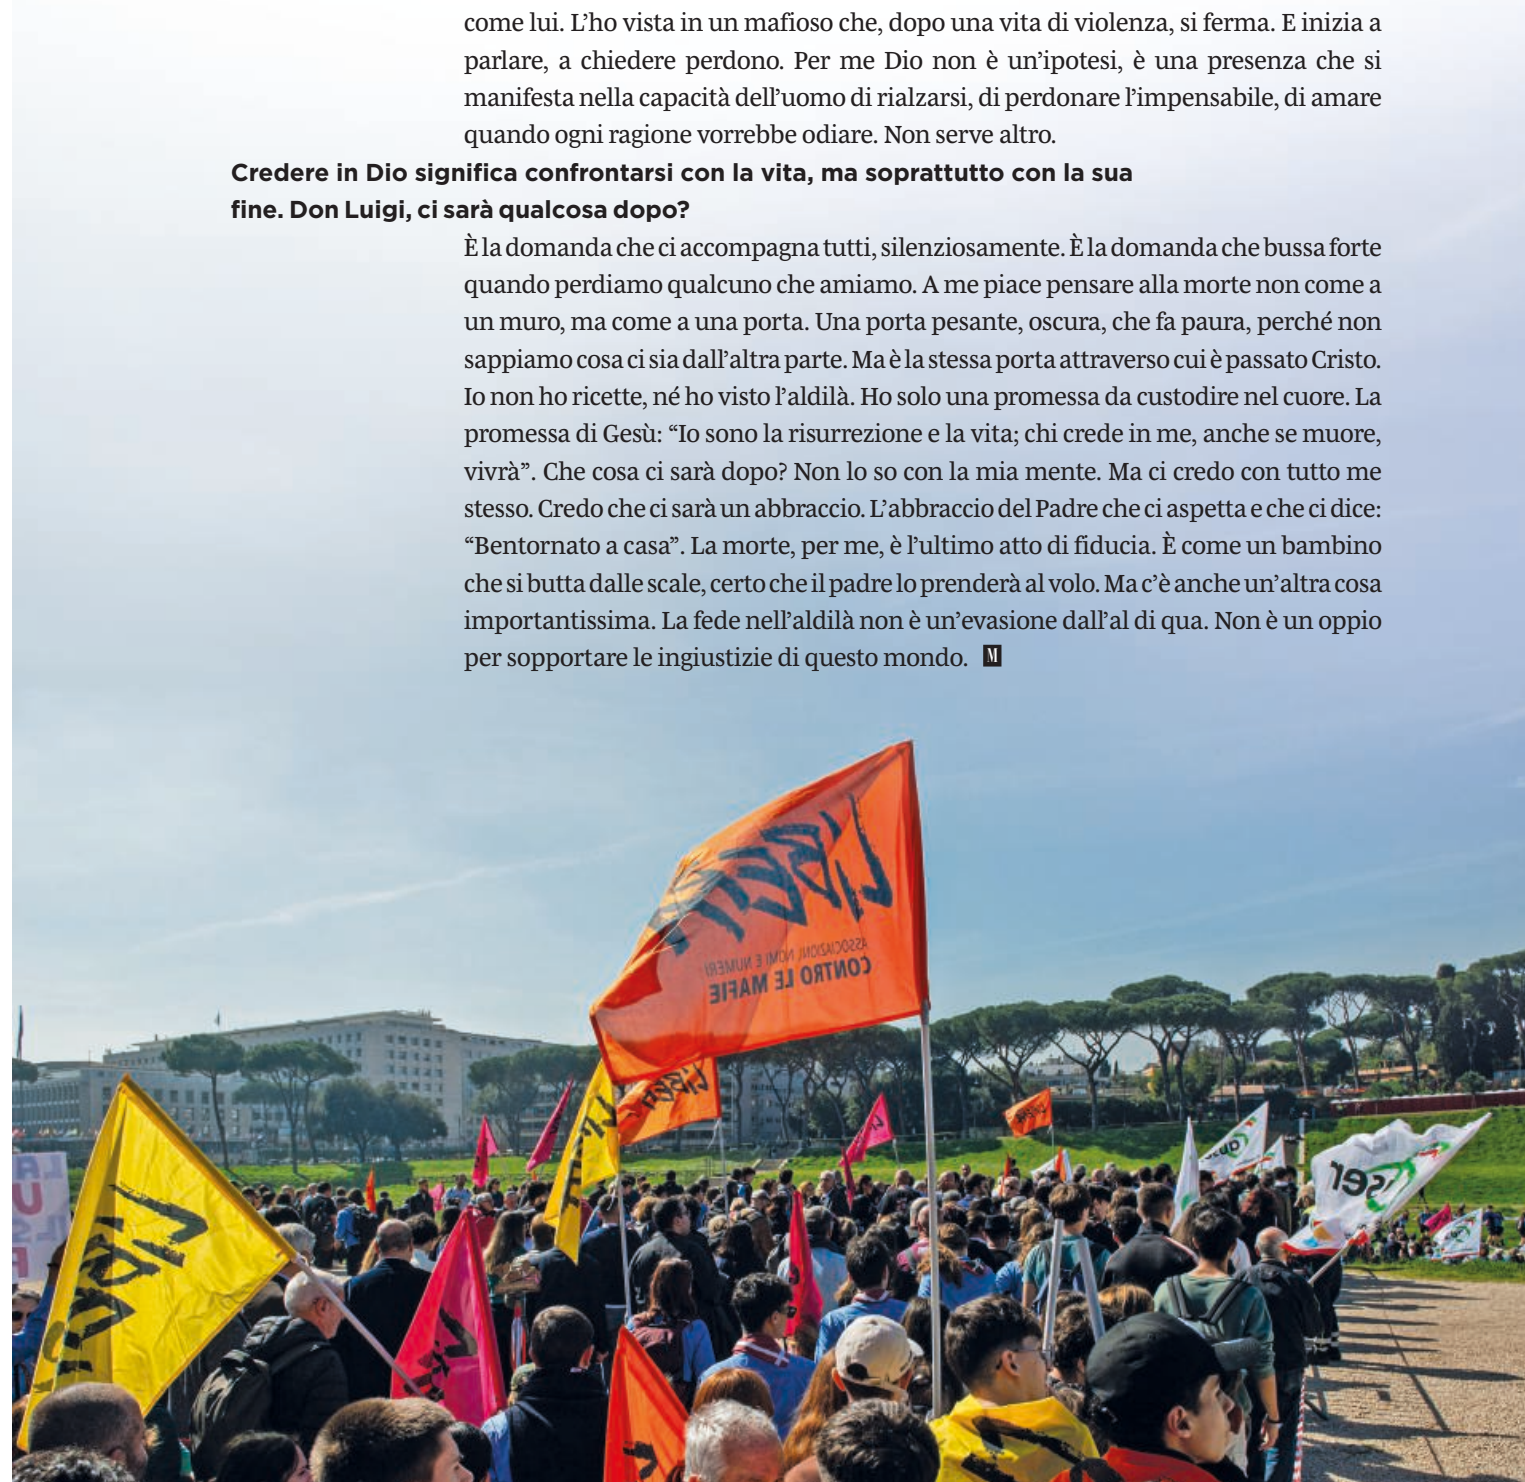 come lui. L’ho vista in un mafioso che, dopo una vita di violenza, si ferma. E inizia a
parlare, a chiedere perdono. Per me Dio non è un’ipotesi, è una presenza che si
manifesta nella capacità dell’uomo di rialzarsi, di perdonare l’impensabile, di amare
quando ogni ragione vorrebbe odiare. Non serve altro.
Credere in Dio significa confrontarsi con la vita, ma soprattutto con la sua
fine. Don Luigi, ci sarà qualcosa dopo?
È la domanda che ci accompagna tutti, silenziosamente. È la domanda che bussa forte
quando perdiamo qualcuno che amiamo. A me piace pensare alla morte non come a
un muro, ma come a una porta. Una porta pesante, oscura, che fa paura, perché non
sappiamo cosa ci sia dall’altra parte. Ma è la stessa porta attraverso cui è passato Cristo.
Io non ho ricette, né ho visto l’aldilà. Ho solo una promessa da custodire nel cuore. La
promessa di Gesù: “Io sono la risurrezione e la vita; chi crede in me, anche se muore,
vivrà”. Che cosa ci sarà dopo? Non lo so con la mia mente. Ma ci credo con tutto me
stesso. Credo che ci sarà un abbraccio. L’abbraccio del Padre che ci aspetta e che ci dice:
“Bentornato a casa”. La morte, per me, è l’ultimo atto di fiducia. È come un bambino
che si butta dalle scale, certo che il padre lo prenderà al volo. Ma c’è anche un’altra cosa
importantissima. La fede nell’aldilà non è un’evasione dall’al di qua. Non è un oppio
per sopportare le ingiustizie di questo mondo. M
LIBERA
ASSOCIAZIONI, NOMI E NUMERI
CONTRO LE MAFIE
LIBERA
LIBERA